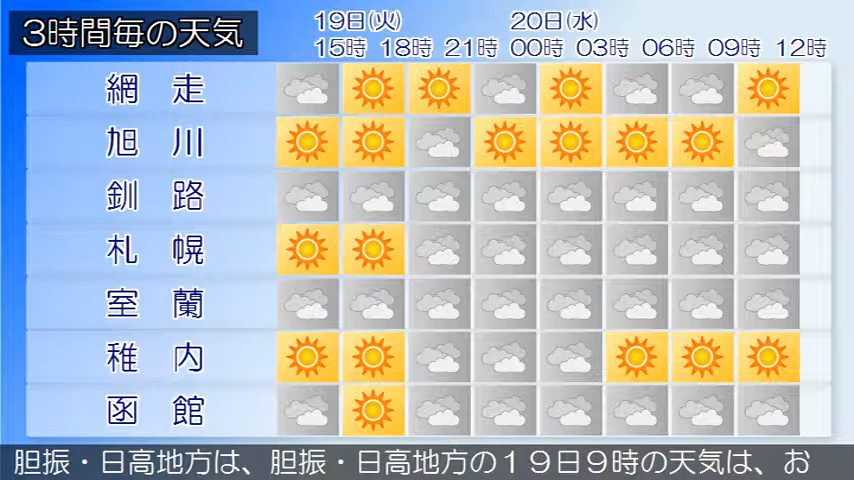 3時間毎の天気
19日(火) 20日(水)
15時 18時 21時 00時 03時 06時 09時 12時
網走
旭川
釧路
札幌
室蘭
稚内
函館
胆振・日高地方は、胆振・日高地方の１９日９時の天気は、お